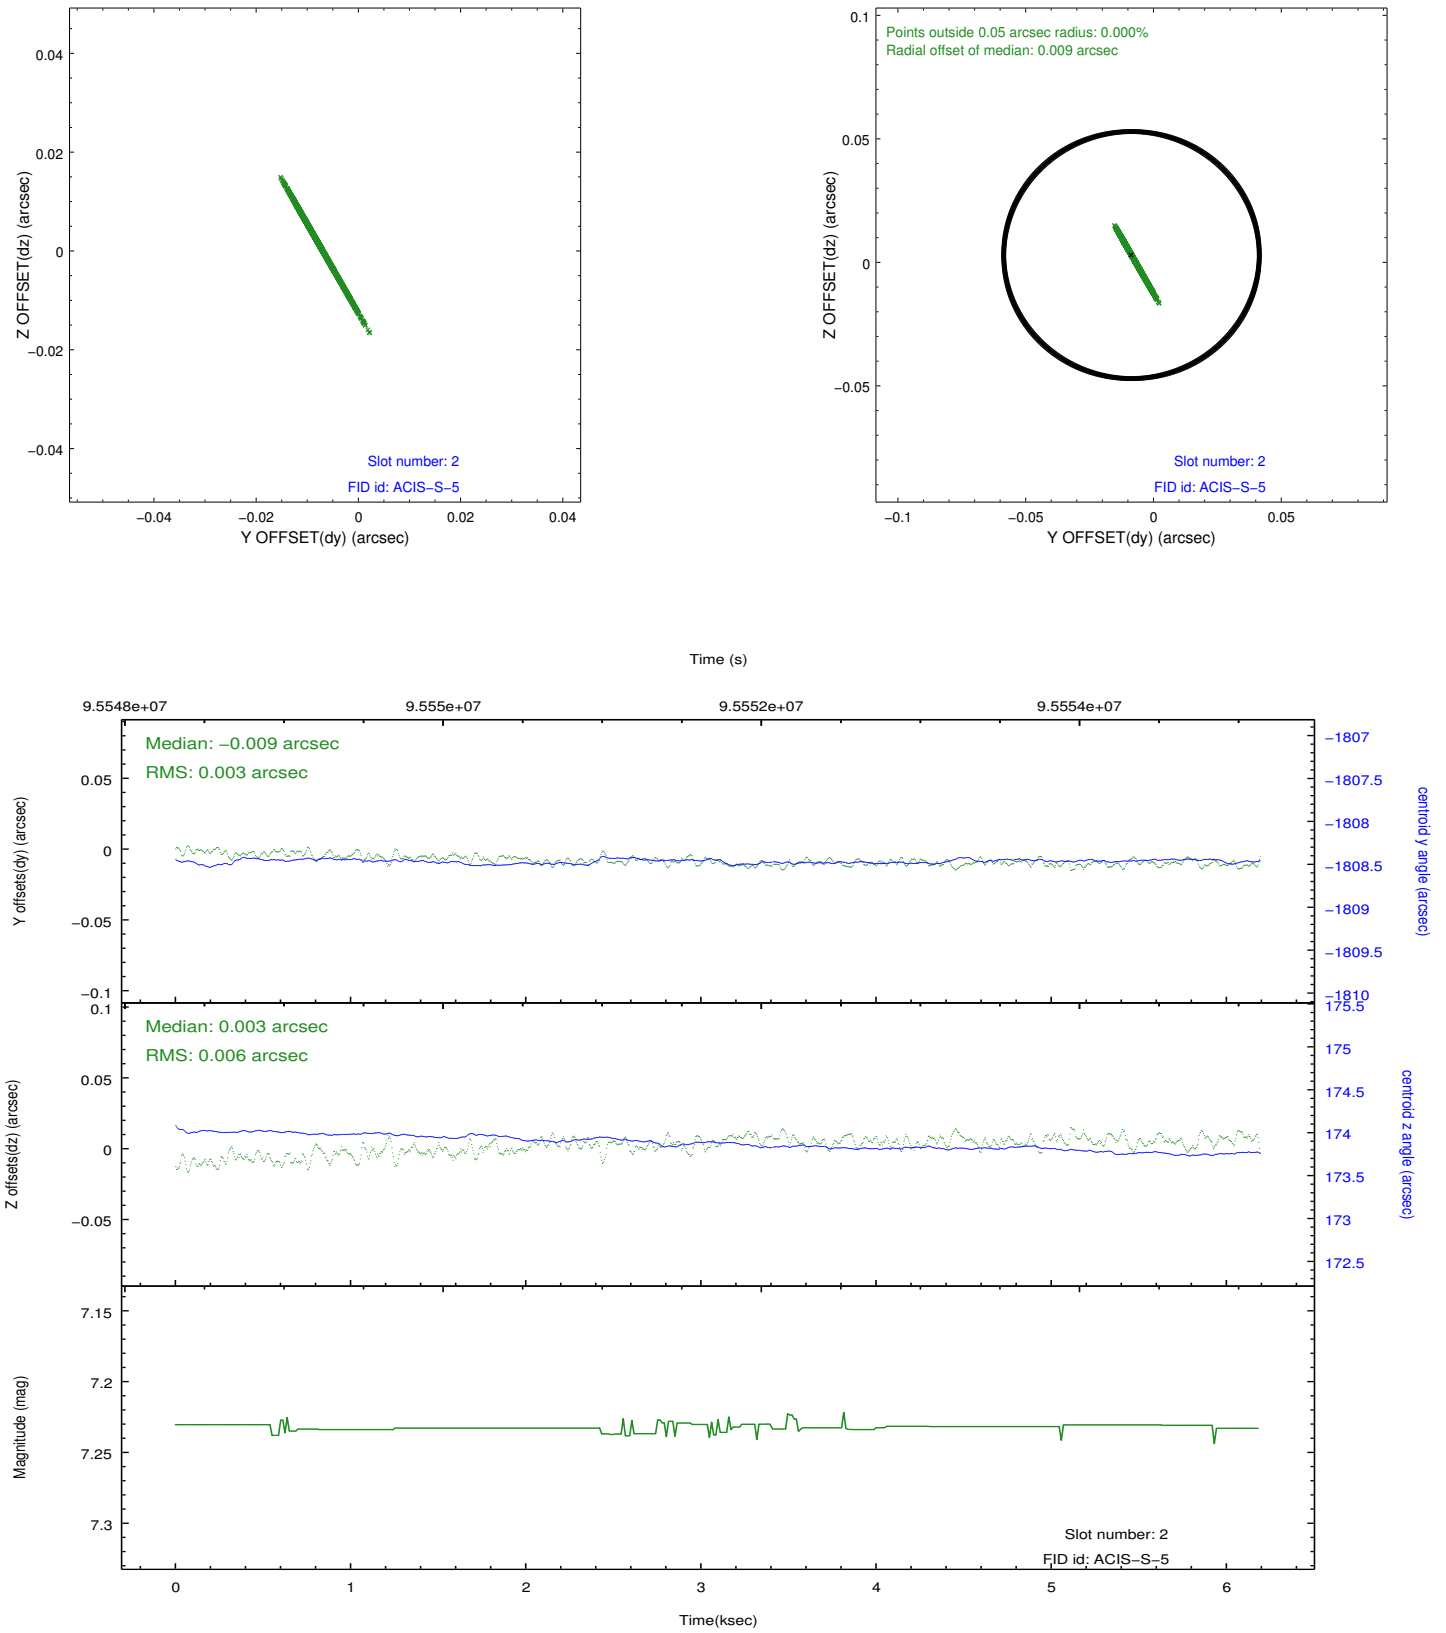 0.04
0.02
0
−0.02
−0.04
Z OFFSET(dz) (arcsec)
Slot number: 2
FID id: ACIS−S−5
−0.04
−0.02
0
0.02
0.04
Y OFFSET(dy) (arcsec)
0.1
0.05
0
−0.05
Z OFFSET(dz) (arcsec)
Points outside 0.05 arcsec radius: 0.000%
Radial offset of median: 0.009 arcsec
Slot number: 2
FID id: ACIS−S−5
−0.1
−0.05
0
0.05
Y OFFSET(dy) (arcsec)
Time (s)
9.5548e+07
9.555e+07
9.5552e+07
9.5554e+07
Median: −0.009 arcsec
RMS: 0.003 arcsec
0.05
0
−0.05
−0.1
Y offsets(dy) (arcsec)
−1807
−1807.5
−1808
−1808.5
−1809
−1809.5
−1810
centroid y angle (arcsec)
Median: 0.003 arcsec
RMS: 0.006 arcsec
0.1
0.05
0
−0.05
Z offsets(dz) (arcsec)
175.5
175
174.5
174
173.5
173
172.5
centroid z angle (arcsec)
7.15
7.2
7.25
7.3
Magnitude (mag)
Slot number: 2
FID id: ACIS−S−5
0
1
2
3
4
5
6
Time(ksec)